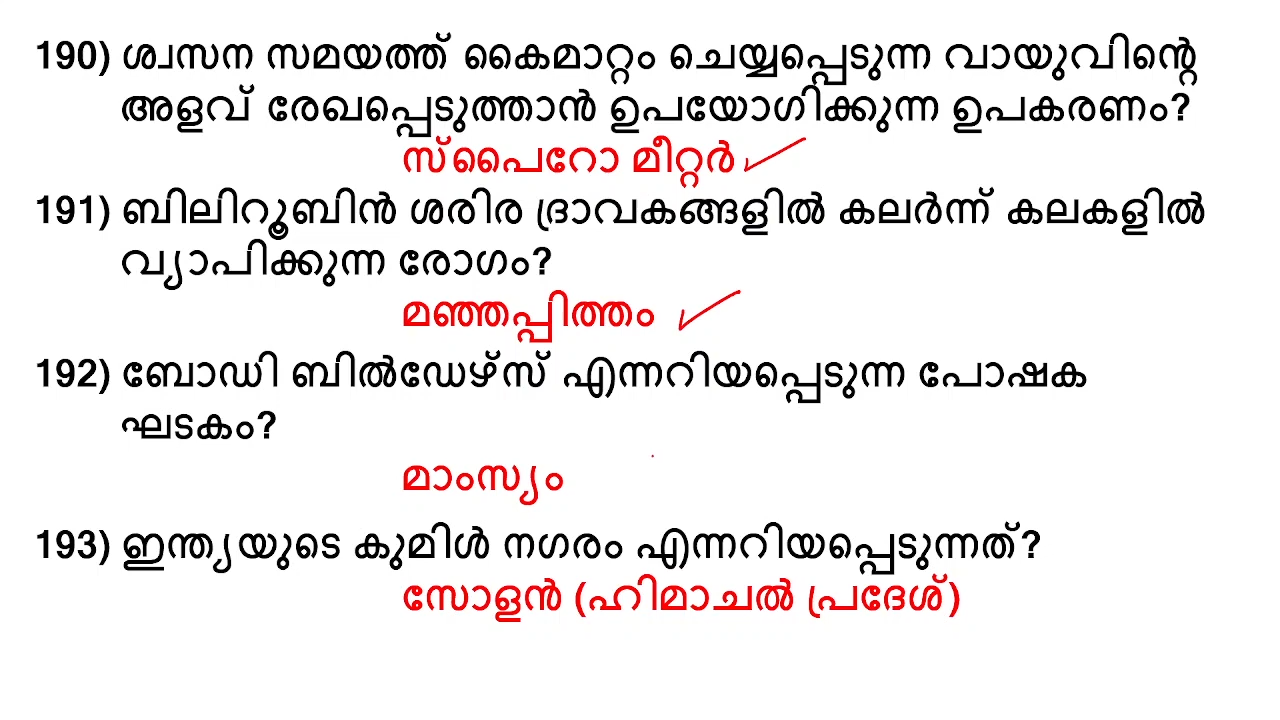 190) ശ്വസന സമയത്ത് കൈമാറ്റം ചെയ്യപ്പെടുന്ന വായുവിന്റെ
അളവ് രേഖപ്പെടുത്താൻ ഉപയോഗിക്കുന്ന ഉപകരണം?
സ്പൈറോ മീറ്റർ
191) ബിലിറൂബിൻ ശരിര ദ്രാവകങ്ങളിൽ കലർന്ന് കലകളിൽ
വ്യാപിക്കുന്ന രോഗം?
മഞ്ഞപ്പിത്തം
192) ബോഡി ബിൽഡേഴ്സ് എന്നറിയപ്പെടുന്ന പോഷക
ഘടകം?
മാംസ്യം
193) ഇന്ത്യയുടെ കുമിൾ നഗരം എന്നറിയപ്പെടുന്നത്?
സോളൻ (ഹിമാചൽ പ്രദേശ്)